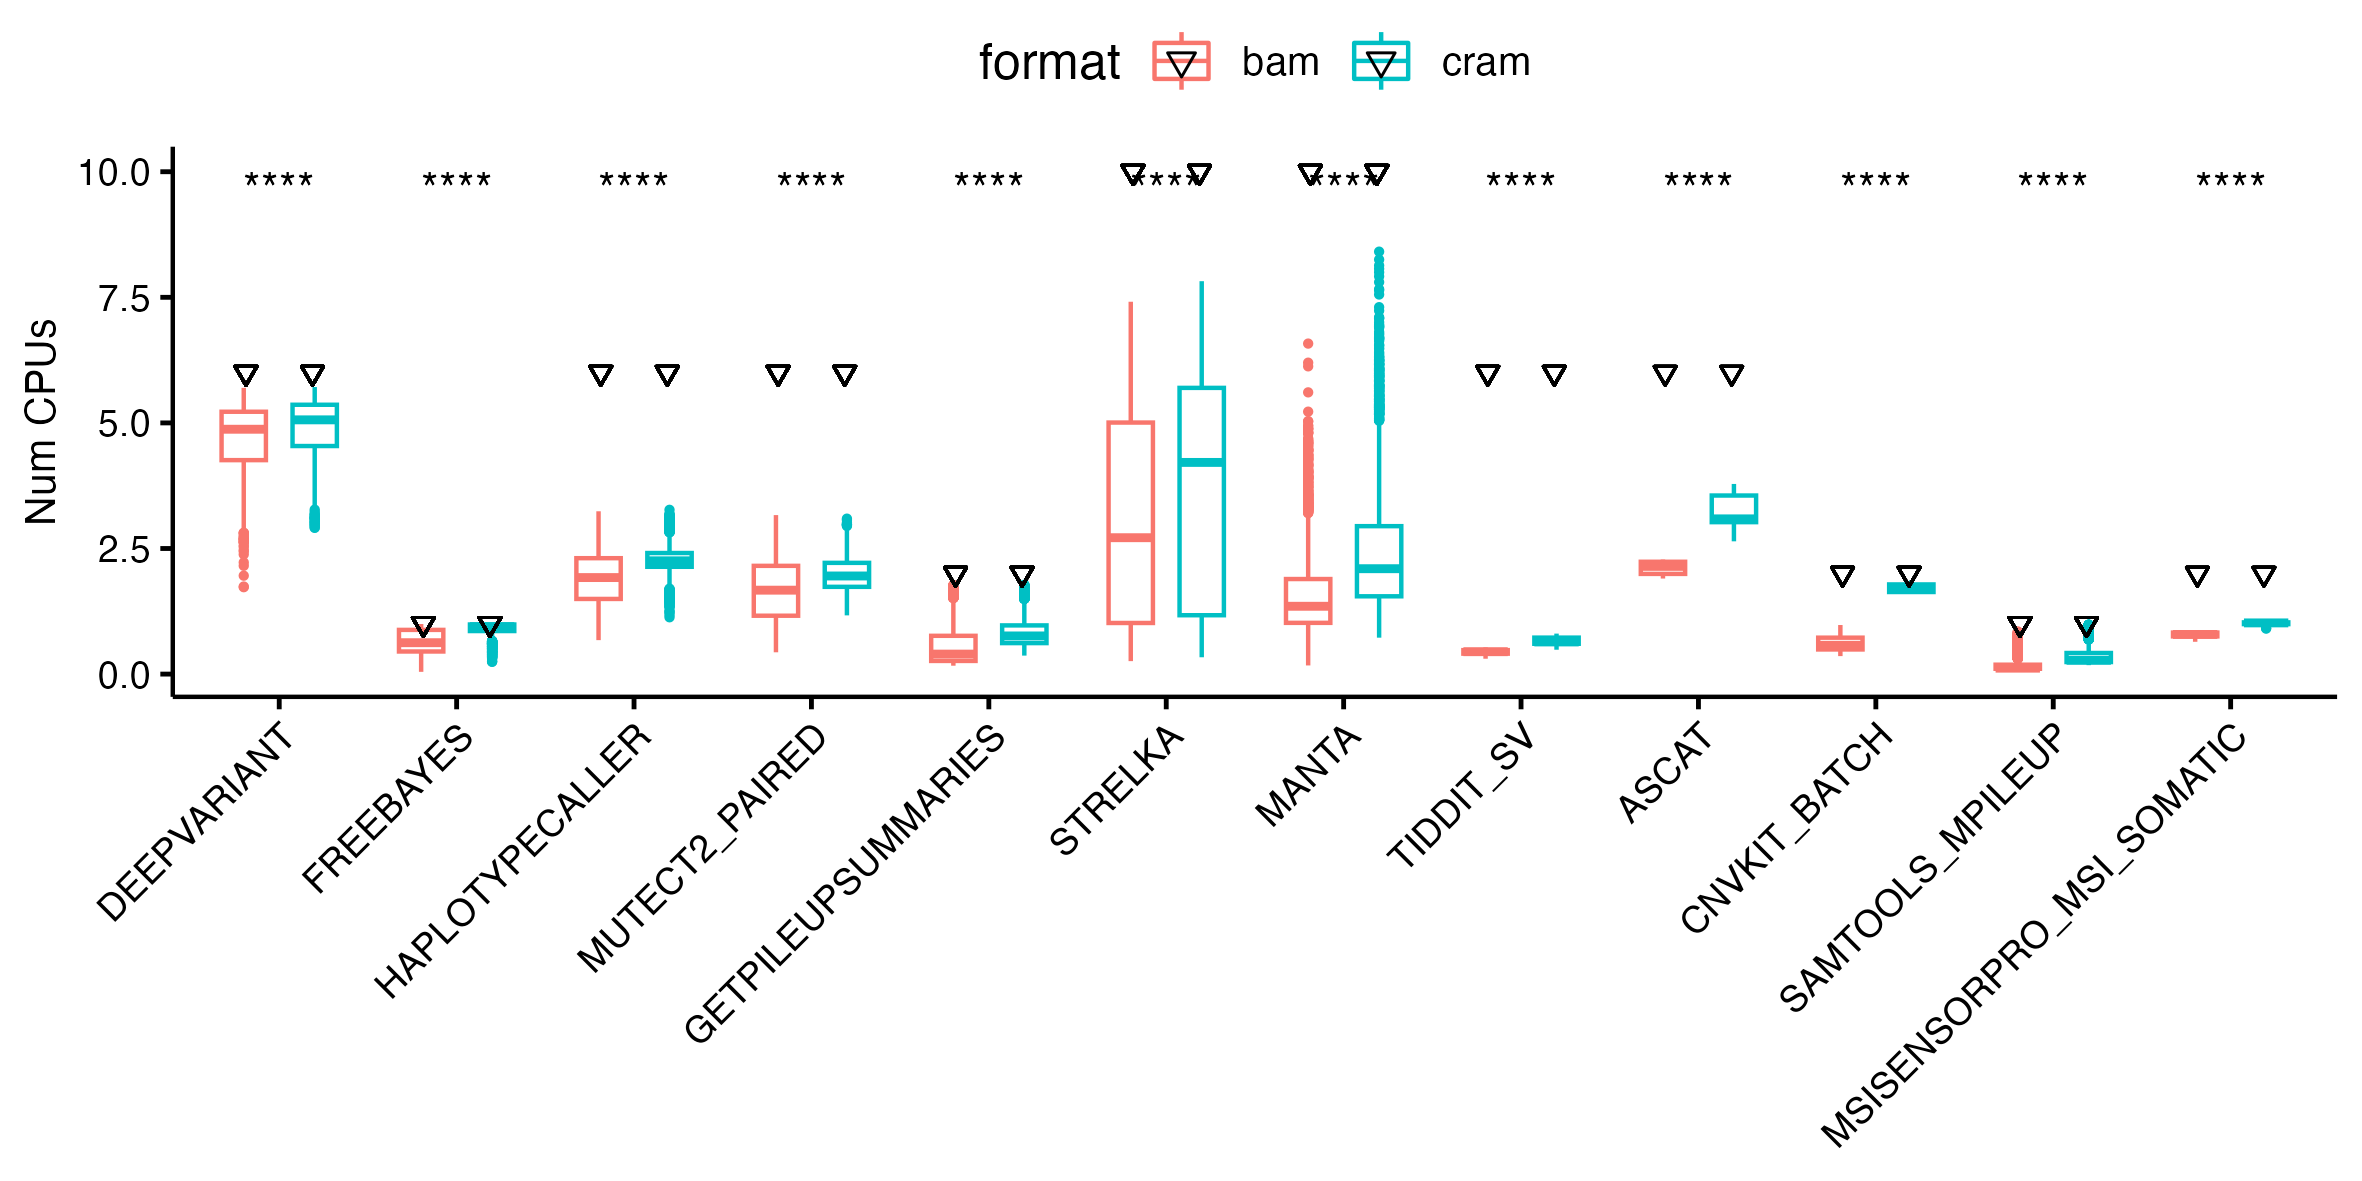 format bam cram
10.0
7.5
5.0
2.5
0.0
Num CPUs
**** **** **** **** **** **** **** **** **** **** **** ****
DEEPVARIANT
FREEBAYES
HAPLOTYPECALLER
MUTECT2_PAIRED
GETPILEUPSUMMARIES
STRELKA
MANTA
TIDDIT_SV
ASCAT
CNVKIT_BATCH
SAMTOOLS_MPILEUP
MSISENSORPRO_MSI_SOMATIC